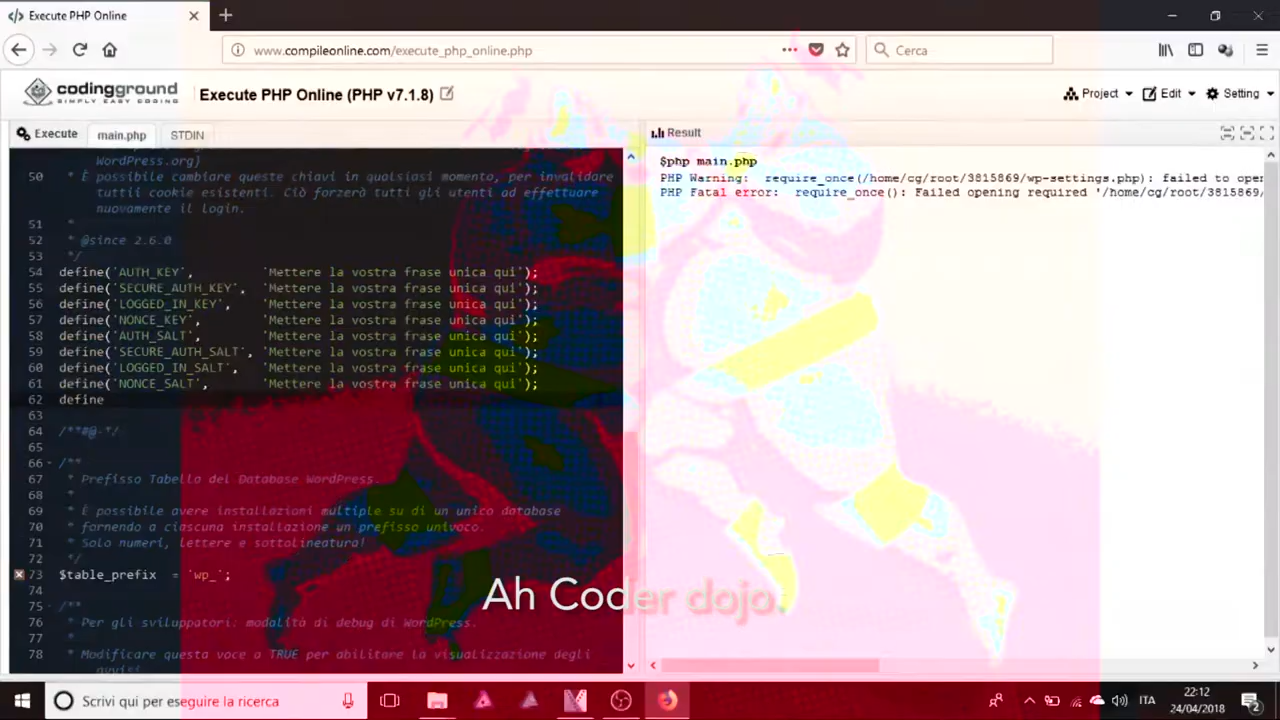 Execute PHP Online
www.compileonline.com/execute_php_online.php
Cerca
codingground
SIMPLY EASY CODING
Execute PHP Online (PHP v7.1.8)
Project
Edit
Setting
Execute
main.php
STDIN
WordPress.org)
50 * È possibile cambiare queste chiavi in qualsiasi momento, per invalidare
tuttii cookie esistenti. Ciò forzerà tutti gli utenti ad effettuare
nuovamente il login.
51 *
52 * @since 2.6.0
53 */
54 define('AUTH_KEY', 'Mettere la vostra frase unica qui');
55 define('SECURE_AUTH_KEY', 'Mettere la vostra frase unica qui');
56 define('LOGGED_IN_KEY', 'Mettere la vostra frase unica qui');
57 define('NONCE_KEY', 'Mettere la vostra frase unica qui');
58 define('AUTH_SALT', 'Mettere la vostra frase unica qui');
59 define('SECURE_AUTH_SALT', 'Mettere la vostra frase unica qui');
60 define('LOGGED_IN_SALT', 'Mettere la vostra frase unica qui');
61 define('NONCE_SALT', 'Mettere la vostra frase unica qui');
62 define
63
64 /**#@-*/
65
66 /**
67 * Prefisso Tabella del Database WordPress.
68 *
69 * È possibile avere installazioni multiple su di un unico database
70 * fornendo a ciascuna installazione un prefisso univoco.
71 * Solo numeri, lettere e sottolineatura!
72 */
73 $table_prefix = 'wp_';
74
75 /**
76 * Per gli sviluppatori: modalità di debug di WordPress.
77 *
78 * Modificare questa voce a TRUE per abilitare la visualizzazione degli
avvisi
Result
$php main.php
PHP Warning: require_once(/home/cg/root/3815869/wp-settings.php): failed to open
PHP Fatal error: require_once(): Failed opening required '/home/cg/root/3815869/
Ah Coder dojo.
Scrivi qui per eseguire la ricerca
ITA
22:12
24/04/2018
2